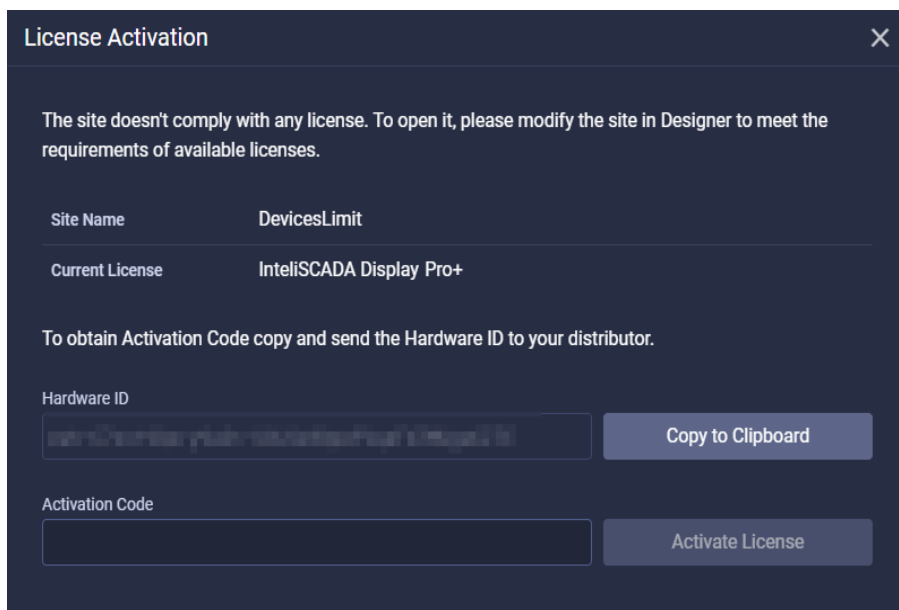 License Activation
The site doesn't comply with any license. To open it, please modify the site in Designer to meet the
requirements of available licenses.
Site Name DevicesLimit
Current License InteliSCADA Display Pro+
To obtain Activation Code copy and send the Hardware ID to your distributor.
Hardware ID
Copy to Clipboard
Activation Code
Activate License